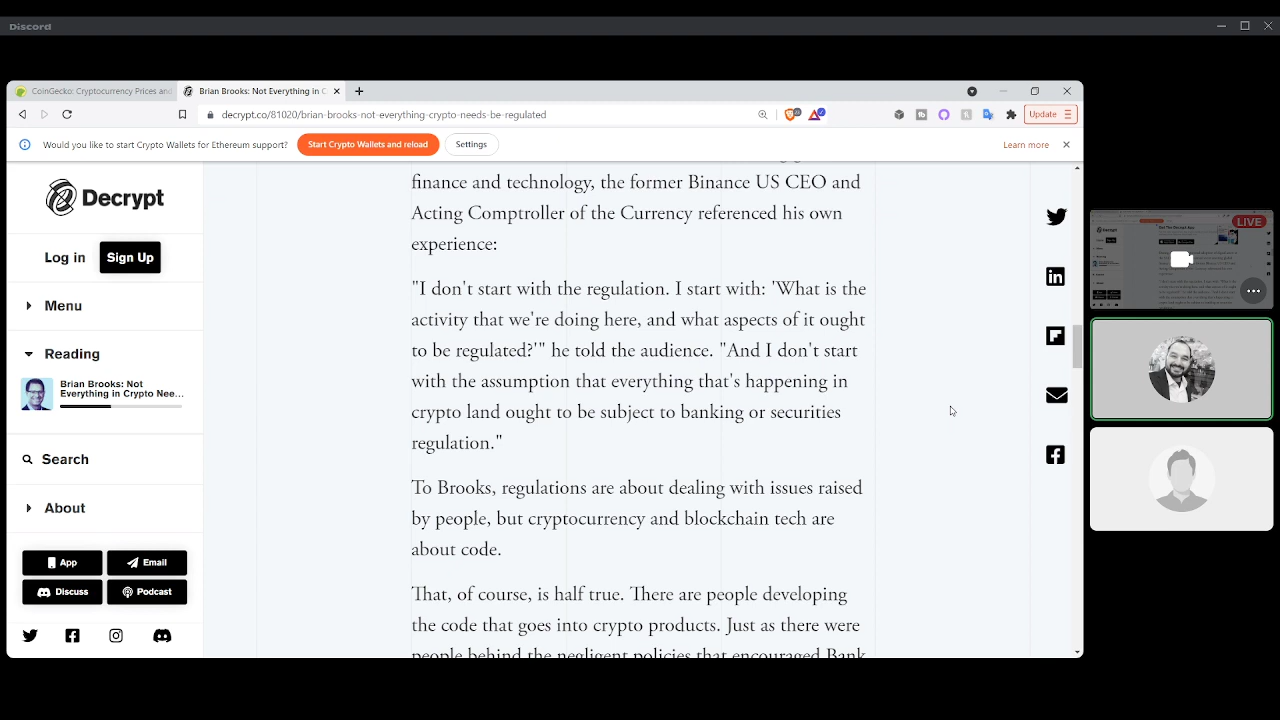 Discord
CoinGecko: Cryptocurrency Prices and
Brian Brooks: Not Everything in C
decrypt.co/81020/brian-brooks-not-everything-crypto-needs-be-regulated
Update
Would you like to start Crypto Wallets for Ethereum support?
Start Crypto Wallets and reload
Settings
Learn more
Decrypt
Log in
Sign Up
Menu
Reading
Brian Brooks: Not
Everything in Crypto Nee...
Search
About
App
Email
Discuss
Podcast
finance and technology, the former Binance US CEO and
Acting Comptroller of the Currency referenced his own
experience:
"I don't start with the regulation. I start with: 'What is the
activity that we're doing here, and what aspects of it ought
to be regulated?'" he told the audience. "And I don't start
with the assumption that everything that's happening in
crypto land ought to be subject to banking or securities
regulation."
To Brooks, regulations are about dealing with issues raised
by people, but cryptocurrency and blockchain tech are
about code.
That, of course, is half true. There are people developing
the code that goes into crypto products. Just as there were
people behind the negligent policies that encouraged Bank
LIVE